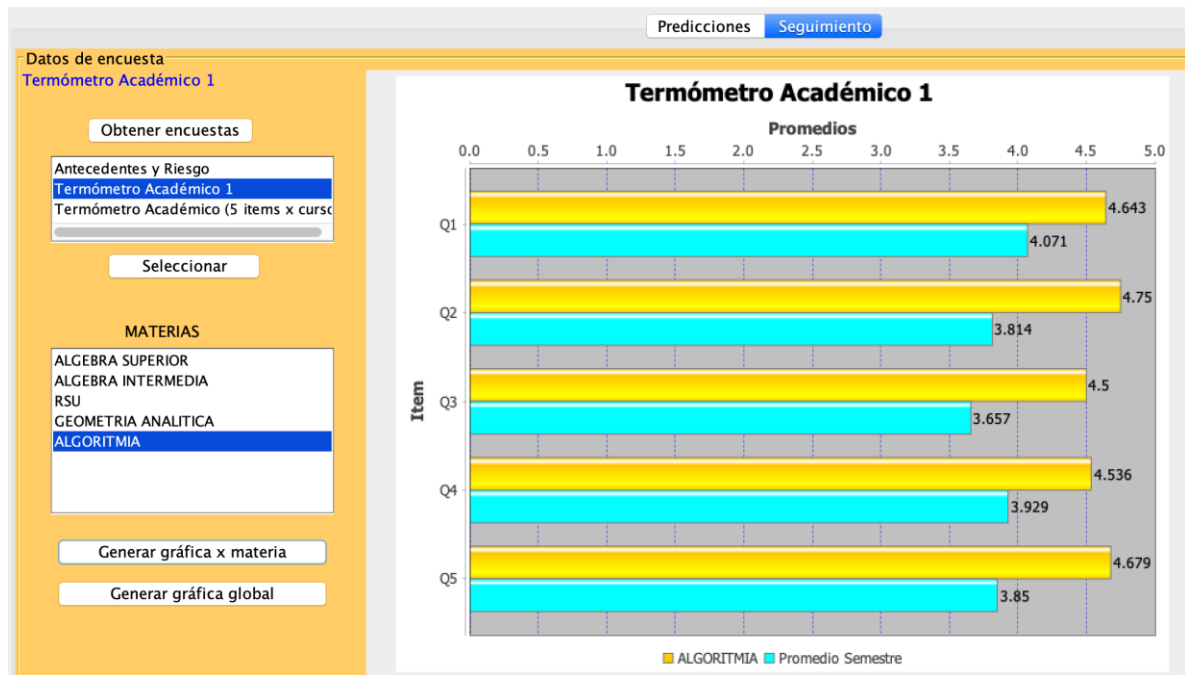 Predicciones Seguimiento
Datos de encuesta
Termómetro Académico 1
Obtener encuestas
Antecedentes y Riesgo
Termómetro Académico 1
Termómetro Académico (5 items x curso
Seleccionar
MATERIAS
ALGEBRA SUPERIOR
ALGEBRA INTERMEDIA
RSU
GEOMETRIA ANALITICA
ALGORITMIA
Generar gráfica x materia
Generar gráfica global
Termómetro Académico 1
Promedios
0.0 0.5 1.0 1.5 2.0 2.5 3.0 3.5 4.0 4.5 5.0
Item
Q1
4.643
4.071
Q2
4.75
3.814
Q3
4.5
3.657
Q4
4.536
3.929
Q5
4.679
3.85
ALGORITMIA Promedio Semestre